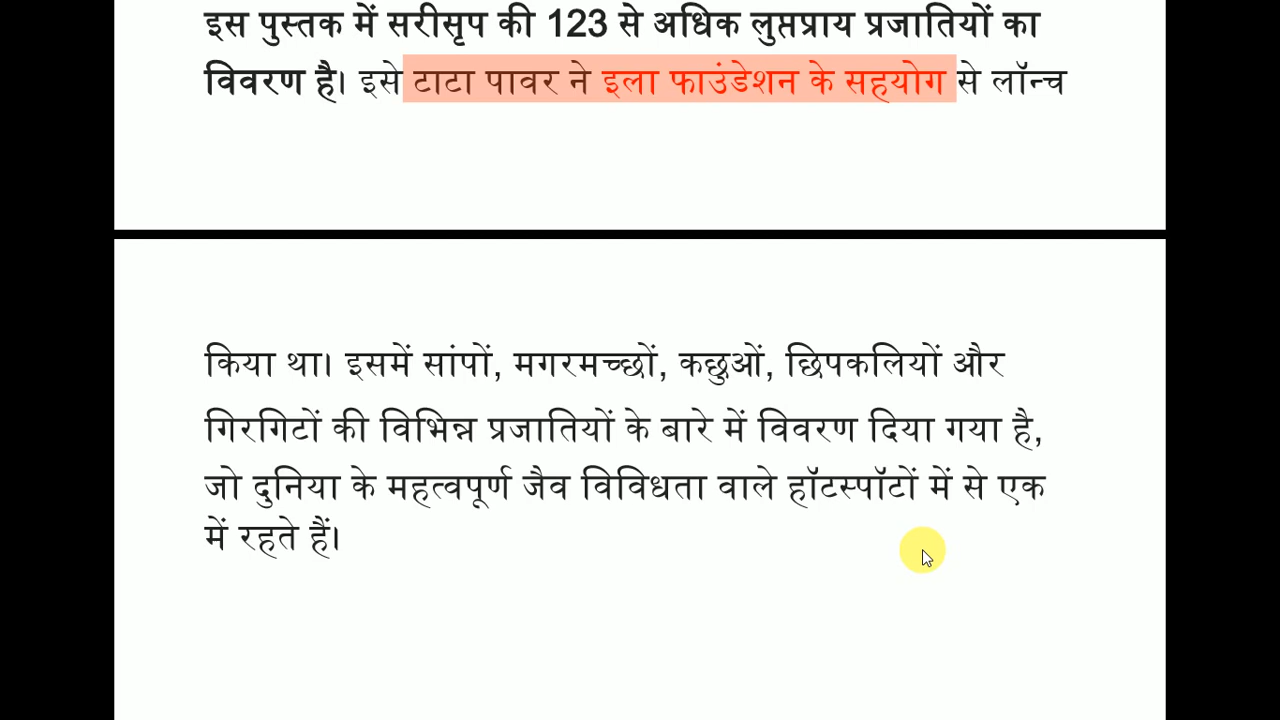 इस पुस्तक में सरीसृप की 123 से अधिक लुप्तप्राय प्रजातियों का
विवरण है। इसे टाटा पावर ने इला फाउंडेशन के सहयोग से लॉन्च
किया था। इसमें सांपों, मगरमच्छों, कछुओं, छिपकलियों और
गिरगिटों की विभिन्न प्रजातियों के बारे में विवरण दिया गया है,
जो दुनिया के महत्वपूर्ण जैव विविधता वाले हॉटस्पॉटों में से एक
में रहते हैं।